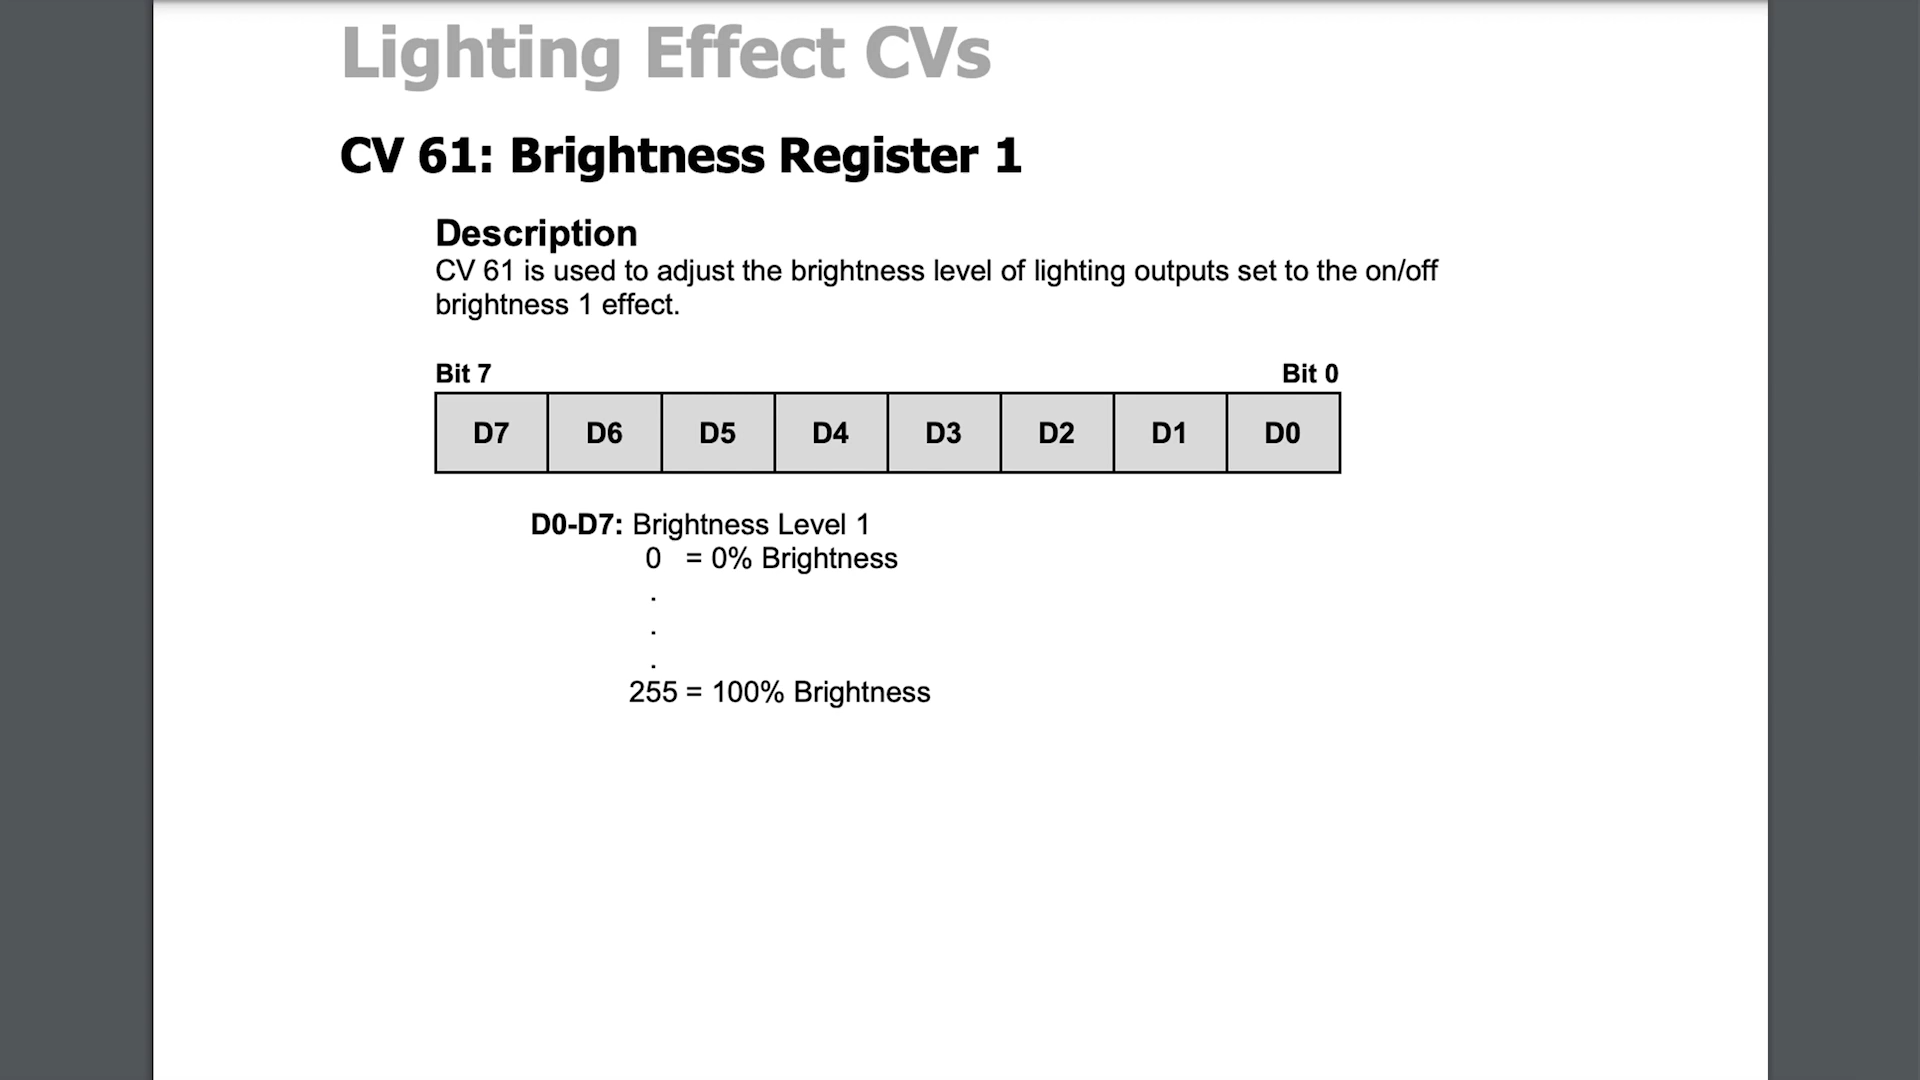 Lighting Effect CVs
CV 61: Brightness Register 1
Description
CV 61 is used to adjust the brightness level of lighting outputs set to the on/off
brightness 1 effect.
Bit 7 Bit 0
D7 D6 D5 D4 D3 D2 D1 D0
D0-D7: Brightness Level 1
0 = 0% Brightness
.
.
.
255 = 100% Brightness